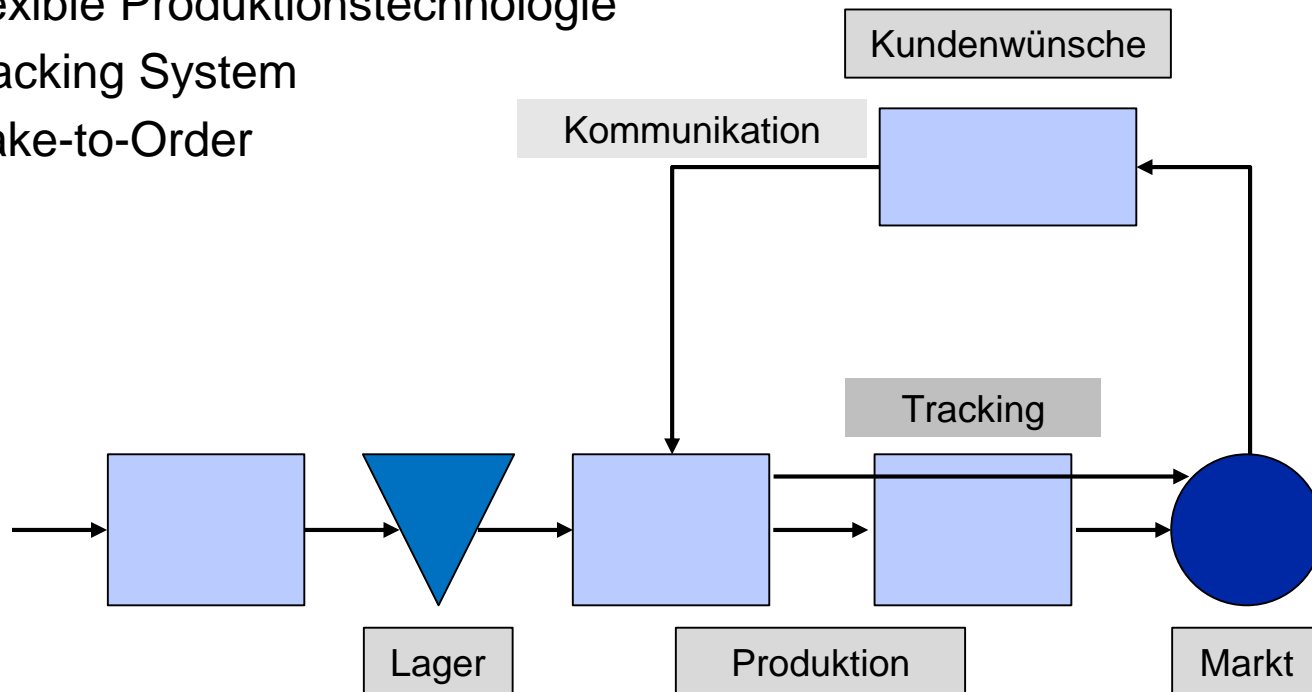 exible Produktionstechnologie
acking System
ake-to-Order
Kundenwünsche
Kommunikation
Tracking
Lager
Produktion
Markt